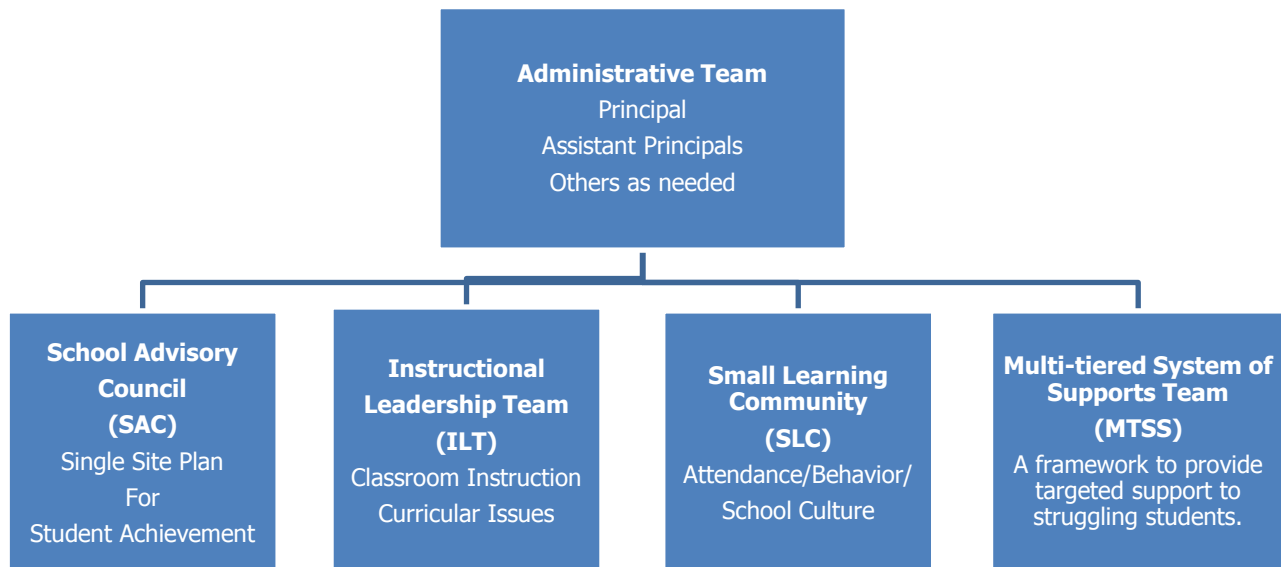 Administrative Team
Principal
Assistant Principals
Others as needed
School Advisory
Council
(SAC)
Single Site Plan
For
Student Achievement
Instructional
Leadership Team
(ILT)
Classroom Instruction
Curricular Issues
Small Learning
Community
(SLC)
Attendance/Behavior/
School Culture
Multi-tiered System of
Supports Team
(MTSS)
A framework to provide
targeted support to
struggling students.